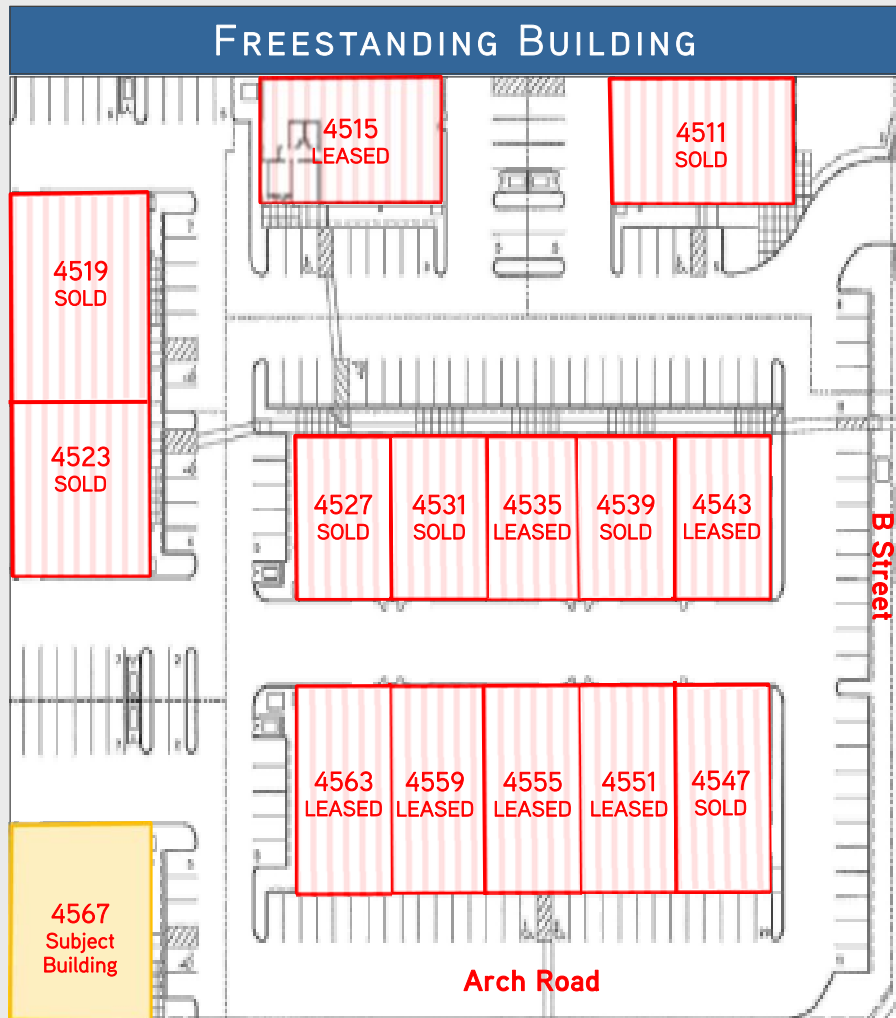 FREESTANDING BUILDING
4515
LEASED
4511
SOLD
4519
SOLD
4523
SOLD
4527
SOLD
4531
SOLD
4535
LEASED
4539
SOLD
4543
LEASED
B Street
4563
LEASED
4559
LEASED
4555
LEASED
4551
LEASED
4547
SOLD
4567
Subject
Building
Arch Road